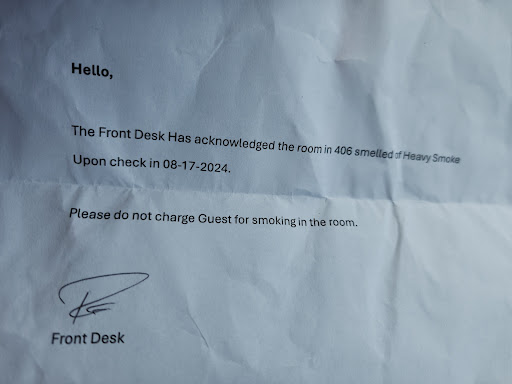 Hello,
The Front Desk Has acknowledged the room in 406 smelled of Heavy Smoke
Upon check in 08-17-2024.
Please do not charge Guest for smoking in the room.
Front Desk